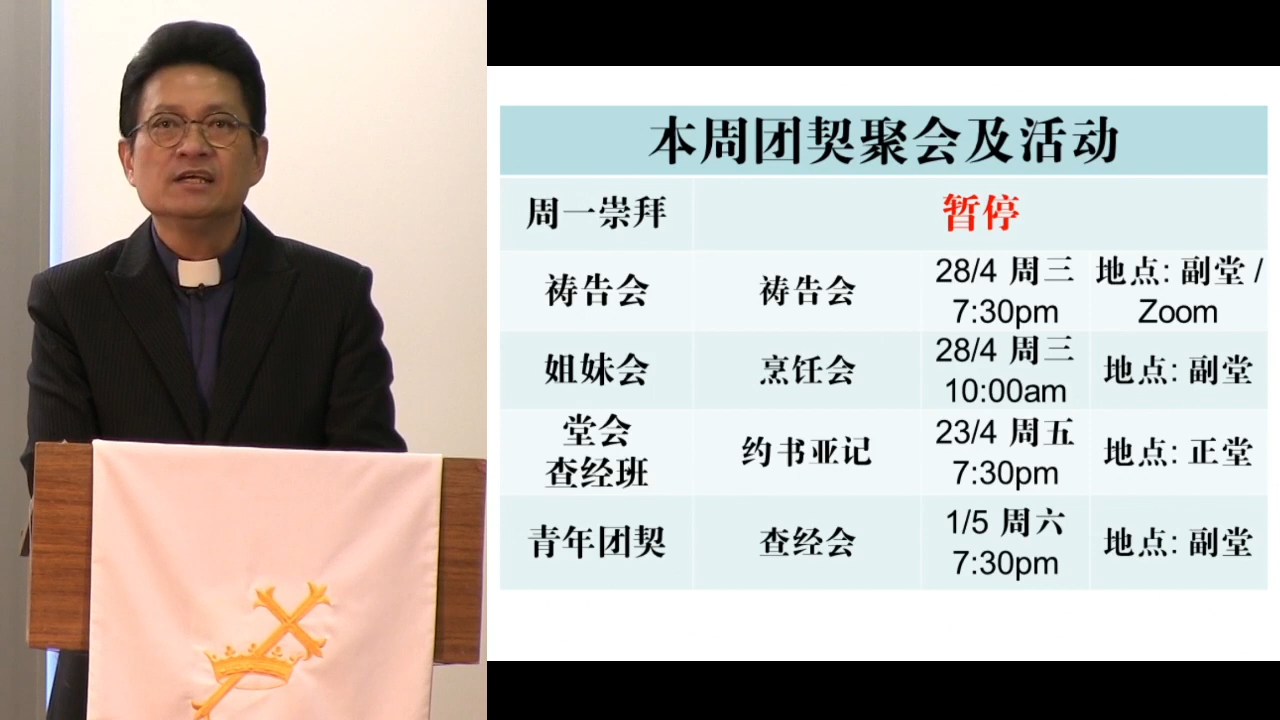 本周团契聚会及活动
周一崇拜
暂停
祷告会
祷告会
28/4 周三
7:30pm
地点: 副堂 /
Zoom
姐妹会
烹饪会
28/4 周三
10:00am
地点: 副堂
堂会
查经班
约书亚记
23/4 周五
7:30pm
地点: 正堂
青年团契
查经会
1/5 周六
7:30pm
地点: 副堂